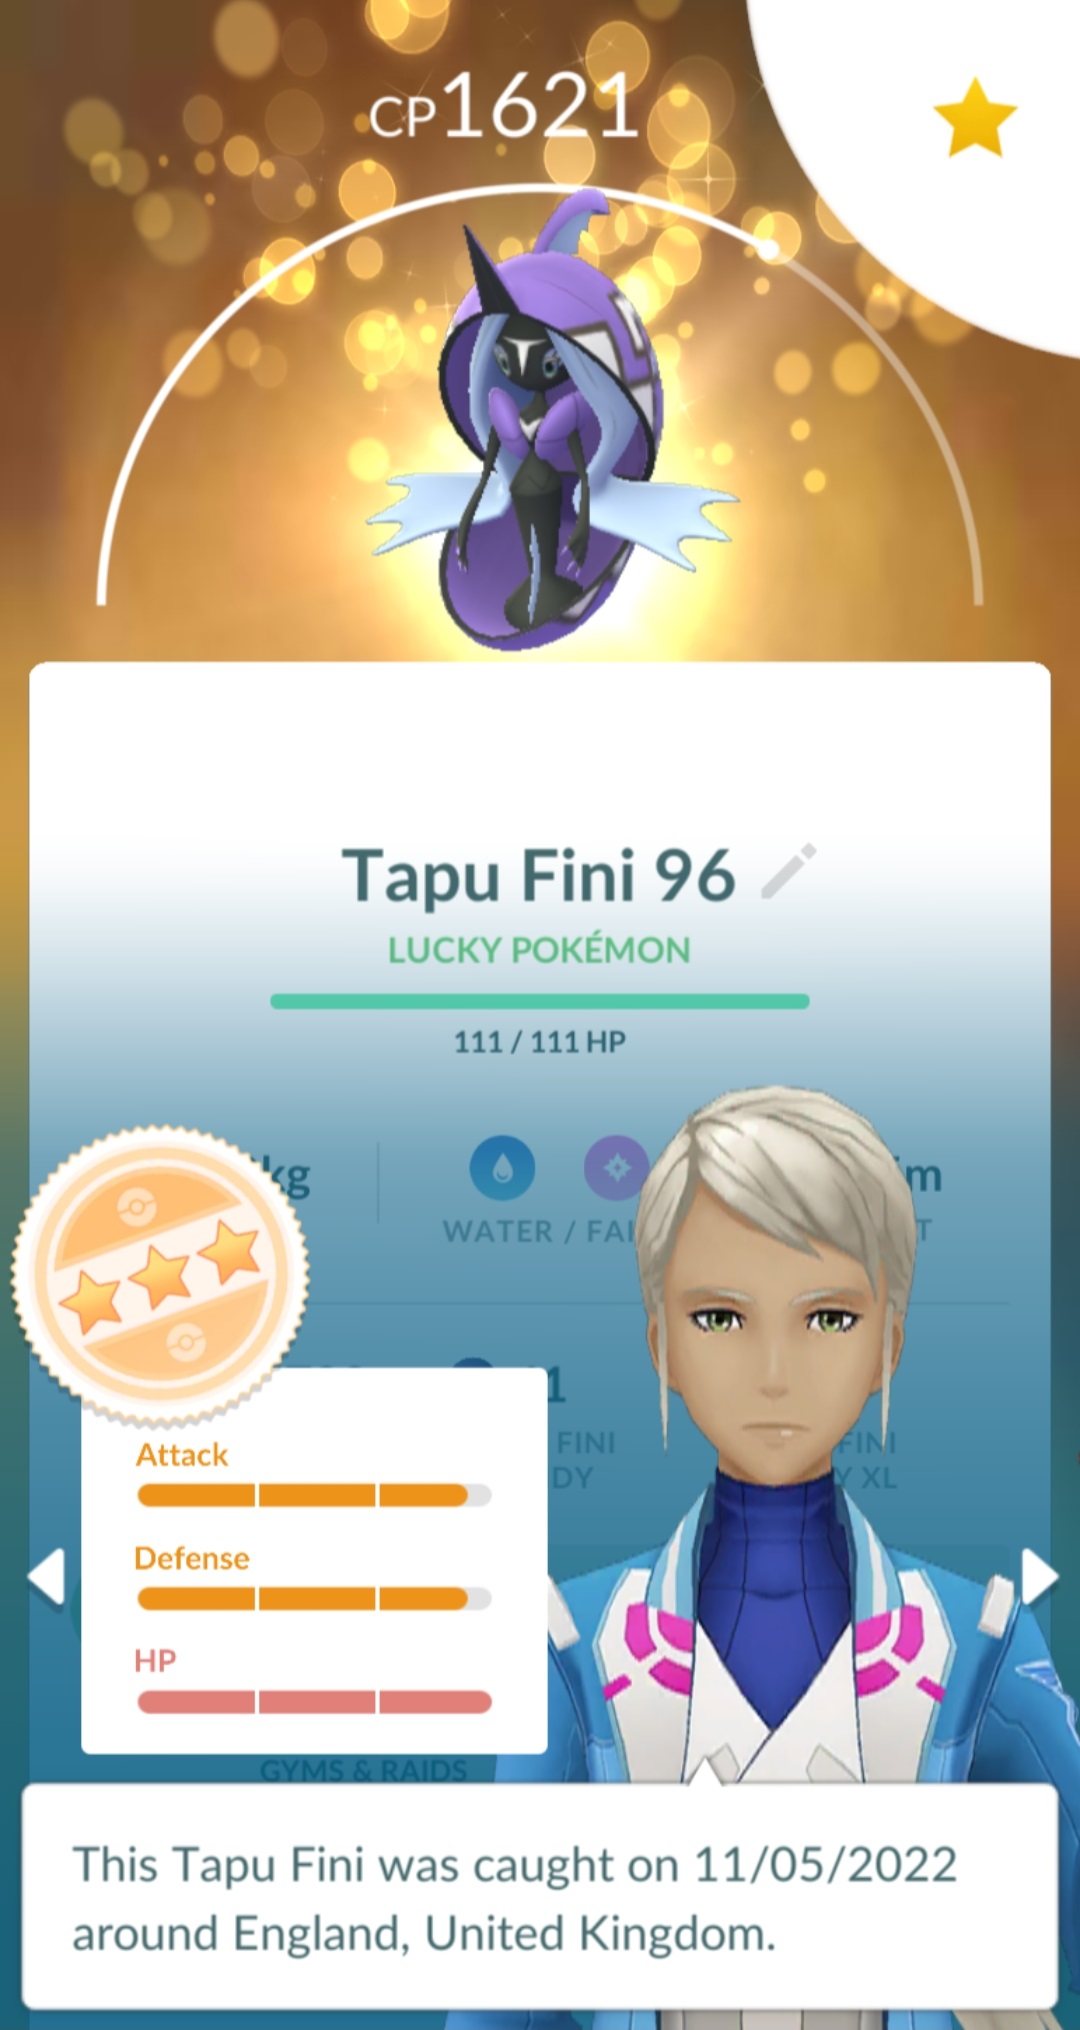 CP1621
Tapu Fini 96
LUCKY POKÉMON
111 / 111 HP
kg
WATER / FAI
Attack
FINI
FINI
DY
Y XL
Defense
HP
GYMS & RAIDS
This Tapu Fini was caught on 11/05/2022
around England, United Kingdom.